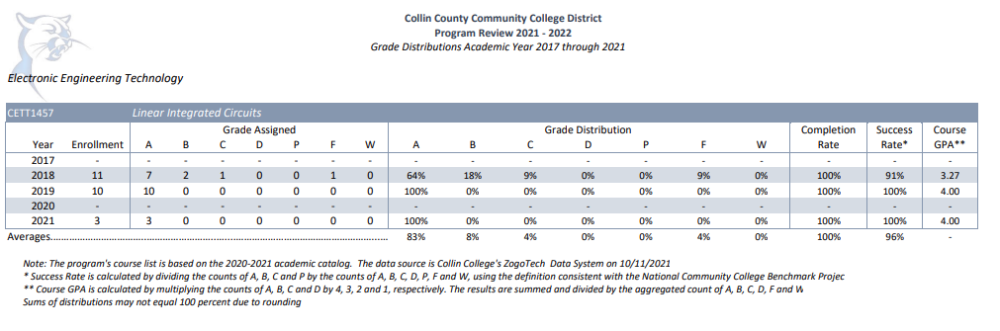 Collin County Community College District
Program Review 2021 - 2022
Grade Distributions Academic Year 2017 through 2021
Electronic Engineering Technology
CETT1457 Linear Integrated Circuits
Grade Assigned Grade Distribution Completion Success Course
Year Enrollment A B C D P F W A B C D P F W Rate Rate* GPA**
2017 - - - - - - - - - - - - - - - - - -
2018 11 7 2 1 0 0 1 0 64% 18% 9% 0% 0% 9% 0% 100% 91% 3.27
2019 10 10 0 0 0 0 0 0 100% 0% 0% 0% 0% 0% 0% 100% 100% 4.00
2020 - - - - - - - - - - - - - - - - - -
2021 3 3 0 0 0 0 0 0 100% 0% 0% 0% 0% 0% 0% 100% 100% 4.00
Averages................................................................................ 83% 8% 4% 0% 0% 4% 0% 100% 96% -
Note: The program's course list is based on the 2020-2021 academic catalog. The data source is Collin College's ZogoTech Data System on 10/11/2021
* Success Rate is calculated by dividing the counts of A, B, C and P by the counts of A, B, C, D, P, F and W, using the definition consistent with the National Community College Benchmark Projec
** Course GPA is calculated by multiplying the counts of A, B, C and D by 4, 3, 2 and 1, respectively. The results are summed and divided by the aggregated count of A, B, C, D, F and W
Sums of distributions may not equal 100 percent due to rounding